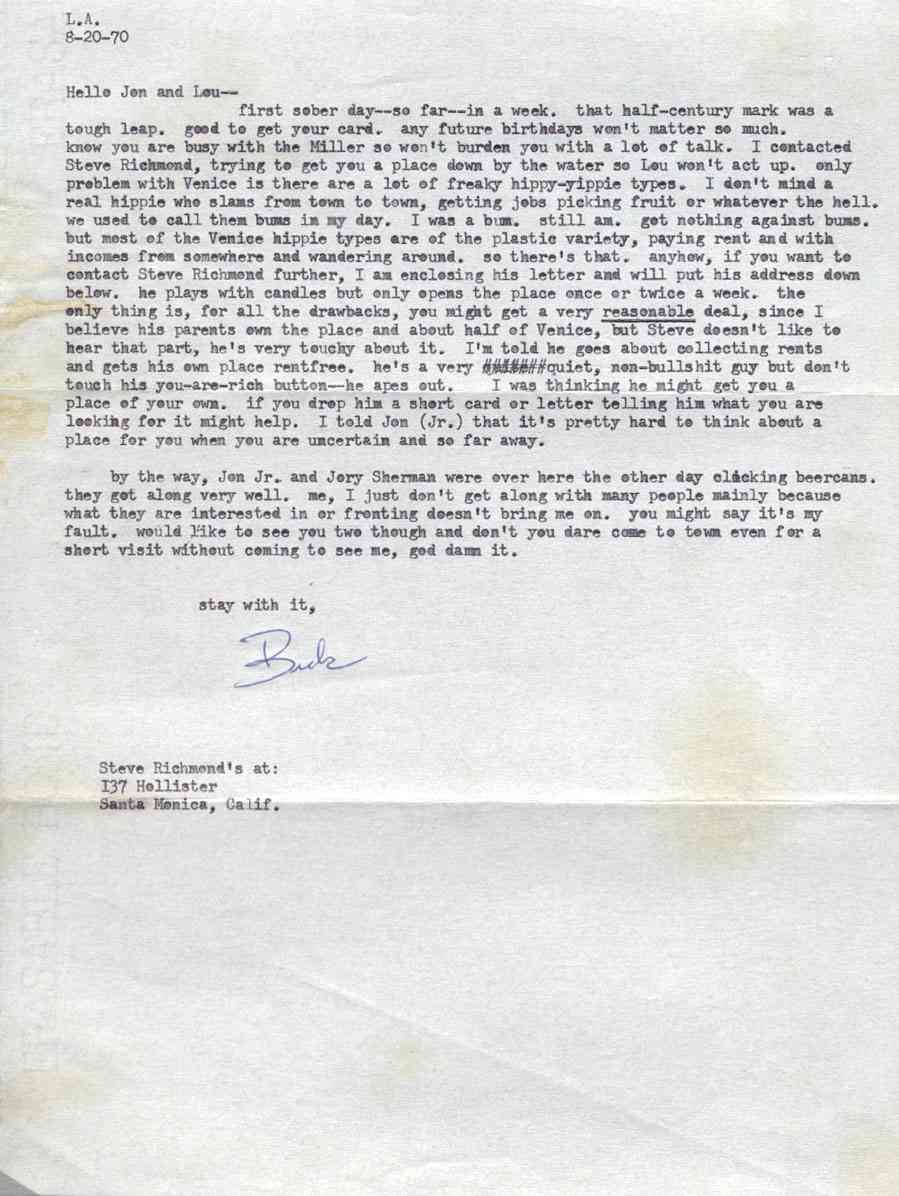 L.A.
8-20-70
Hello Jon and Lou--
first sober day--so far--in a week. that half-century mark was a
tough leap. good to get your card. any future birthdays won't matter so much.
know you are busy with the Miller so won't burden you with a lot of talk. I contacted
Steve Richmond, trying to get you a place down by the water so Lou won't act up. only
problem with Venice is there are a lot of freaky hippy-yippie types. I don't mind a
real hippie who slams from town to town, getting jobs picking fruit or whatever the hell.
we used to call them bums in my day. I was a bum. still am. got nothing against bums.
but most of the Venice hippie types are of the plastic variety, paying rent and with
incomes from somewhere and wandering around. so there's that. anyhow, if you want to
contact Steve Richmond further, I am enclosing his letter and will put his address down
below. he plays with candles but only opens the place once or twice a week. the
only thing is, for all the drawbacks, you might get a very reasonable deal, since I
believe his parents own the place and about half of Venice, but Steve doesn't like to
hear that part, he's very touchy about it. I'm told he goes about collecting rents
and gets his own place rentfree. he's a very quiet, non-bullshit guy but don't
touch his you-are-rich button--he apes out. I was thinking he might get you a
place of your own. if you drop him a short card or letter telling him what you are
looking for it might help. I told Jon (Jr.) that it's pretty hard to think about a
place for you when you are uncertain and so far away.
by the way, Jon Jr. and Jory Sherman were over here the other day clicking beercans.
they got along very well. me, I just don't get along with many people mainly because
what they are interested in or fronting doesn't bring me on. you might say it's my
fault. would like to see you two though and don't you dare come to town even for a
short visit without coming to see me, god damn it.
stay with it,
Buk
Steve Richmond's at:
137 Hollister
Santa Monica, Calif.